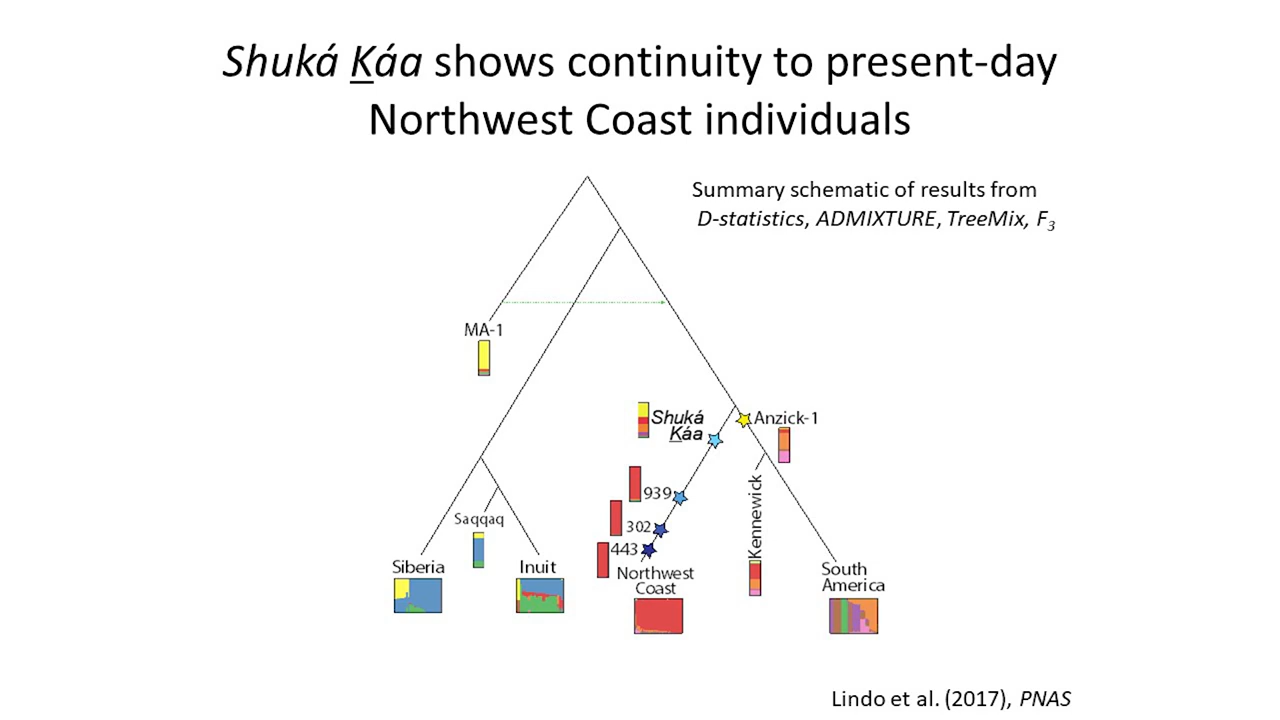 Shuká Ḵáa shows continuity to present-day
Northwest Coast individuals
Summary schematic of results from
D-statistics, ADMIXTURE, TreeMix, F₃
MA-1
Shuká
Ḵáa
Anzick-1
939
Kennewick
Saqqaq
302
443
Siberia
Inuit
Northwest
Coast
South
America
Lindo et al. (2017), PNAS